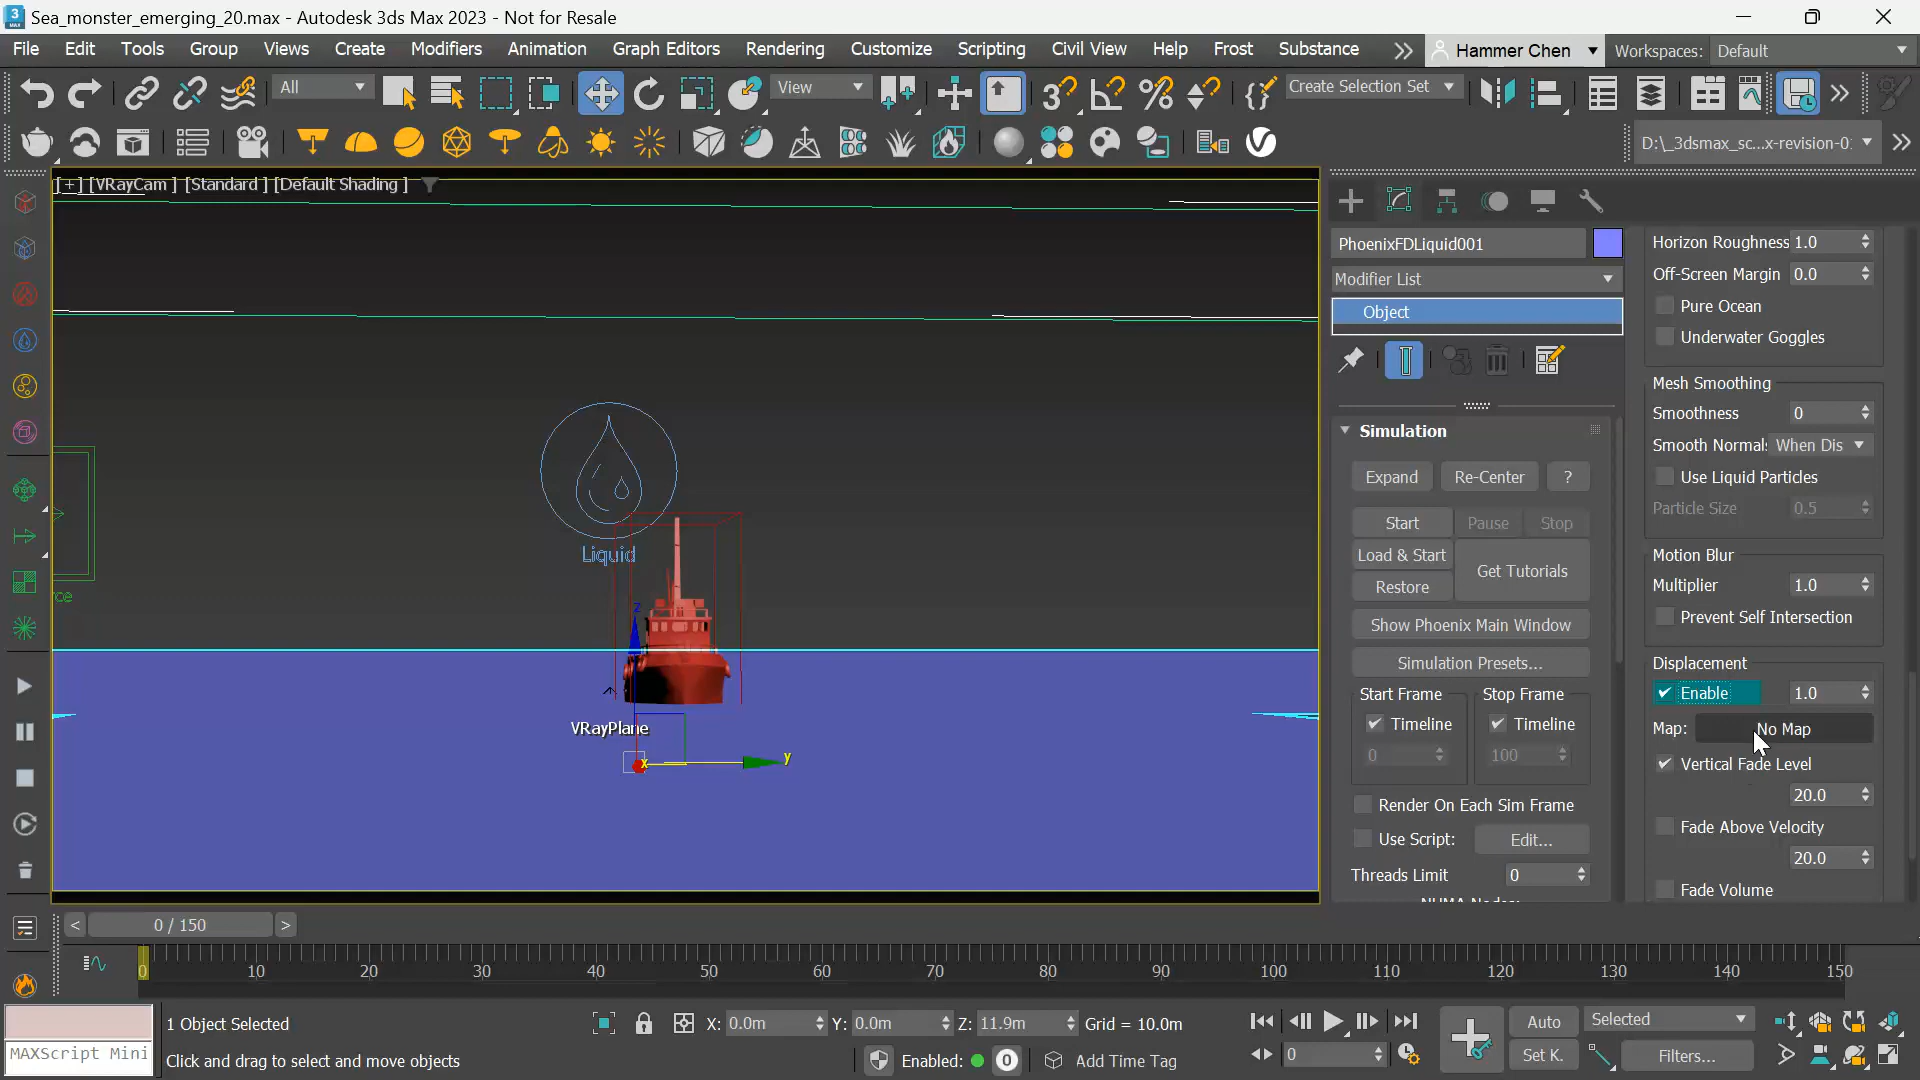 Sea_monster_emerging_20.max - Autodesk 3ds Max 2023 - Not for Resale
File Edit Tools Group Views Create Modifiers Animation Graph Editors Rendering Customize Scripting Civil View Help Frost Substance Hammer Chen Workspaces: Default
All View Create Selection Set
D:\_3dsmax_sc...x-revision-0
[+] [VRayCam ] [Standard ] [Default Shading ]
PhoenixFDLiquid001
Modifier List
Object
Simulation
Expand Re-Center ?
Start Pause Stop
Load & Start
Get Tutorials
Restore
Show Phoenix Main Window
Simulation Presets...
Start Frame Stop Frame
Timeline Timeline
0 100
Render On Each Sim Frame
Use Script: Edit...
Threads Limit 0
Horizon Roughness 1.0
Off-Screen Margin 0.0
Pure Ocean
Underwater Goggles
Mesh Smoothing
Smoothness 0
Smooth Normal: When Dis
Use Liquid Particles
Particle Size 0.5
Motion Blur
Multiplier 1.0
Prevent Self Intersection
Displacement
Enable 1.0
Map: No Map
Vertical Fade Level
20.0
Fade Above Velocity
20.0
Fade Volume
Liquid
z
VRayPlane
x
y
rce
< 0 / 150 >
0 10 20 30 40 50 60 70 80 90 100 110 120 130 140 150
1 Object Selected X: 0.0m Y: 0.0m Z: 11.9m Grid = 10.0m
Auto Selected
MAXScript Mini Click and drag to select and move objects Enabled: 0 Add Time Tag
0 Set K. Filters...